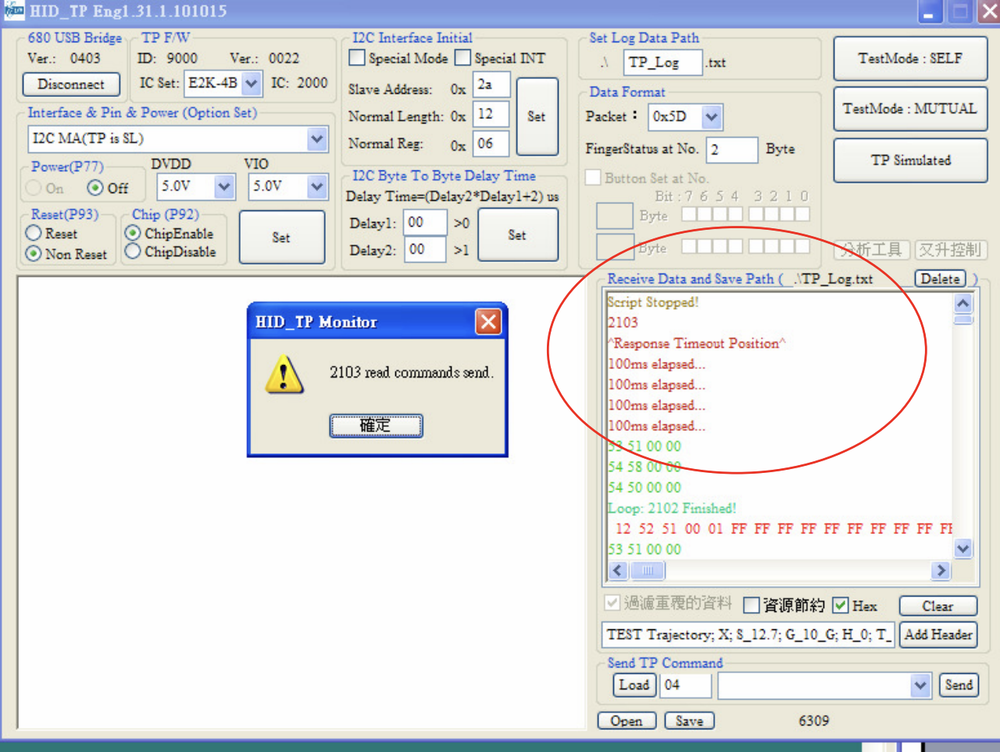 HID_TP Eng1.31.1.101015
680 USB Bridge
Ver.: 0403
Disconnect
TP F/W
ID: 9000 Ver.: 0022
IC Set: E2K-4B IC: 2000
Interface & Pin & Power (Option Set)
I2C MA(TP is SL)
Power(P77)
On Off
DVDD
5.0V
VIO
5.0V
Reset(P93)
Reset
Non Reset
Chip (P92)
ChipEnable
ChipDisable
Set
I2C Interface Initial
Special Mode Special INT
Slave Address: 0x 2a
Normal Length: 0x 12
Normal Reg: 0x 06
Set
I2C Byte To Byte Delay Time
Delay Time=(Delay2*Delay1+2) us
Delay1: 00 >0
Delay2: 00 >1
Set
Set Log Data Path
.\ TP_Log .txt
Data Format
Packet: 0x5D
FingerStatus at No. 2 Byte
Button Set at No.
Bit : 7 6 5 4 3 2 1 0
Byte
Byte
TestMode : SELF
TestMode : MUTUAL
TP Simulated
分析工具 叉升控制
Receive Data and Save Path ( .\TP_Log.txt Delete )
Script Stopped!
2103
^Response Timeout Position^
100ms elapsed...
100ms elapsed...
100ms elapsed...
100ms elapsed...
53 51 00 00
54 58 00 00
54 50 00 00
Loop: 2102 Finished!
12 52 51 00 01 FF FF FF FF FF FF FF FF FF FF
53 51 00 00
過濾重覆的資料 資源節約 Hex Clear
TEST Trajectory; X; S_12.7; G_10_G; H_0; T_ Add Header
Send TP Command
Load 04 Send
Open Save 6309
HID_TP Monitor
2103 read commands send.
確定